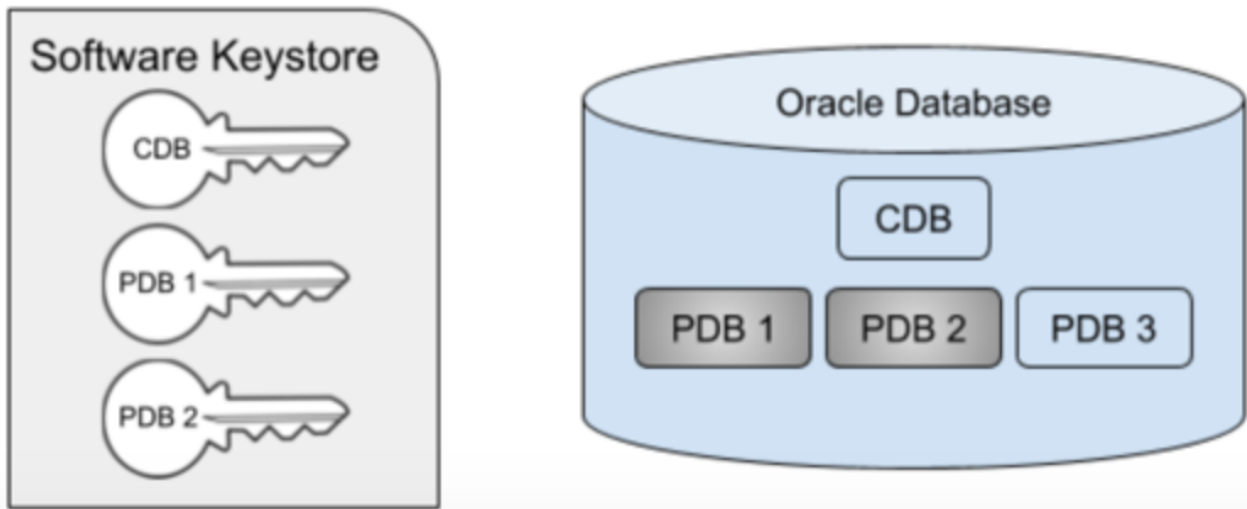 Software Keystore
CDB
PDB 1
PDB 2
Oracle Database
CDB
PDB 1
PDB 2
PDB 3